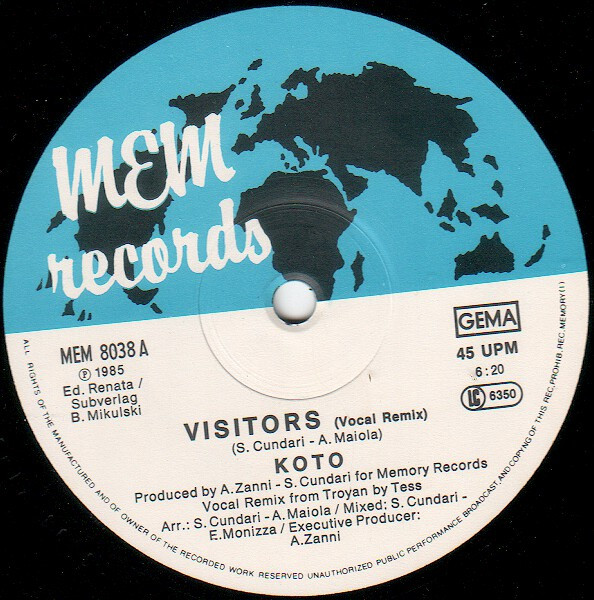 MEM
records
MEM 8038 A
Ⓟ 1985
Ed. Renata /
Subverlag
B. Mikulski
GEMA
45 UPM
6:20
LC 6350
VISITORS (Vocal Remix)
(S. Cundari - A. Maiola)
KOTO
Produced by A.Zanni - S. Cundari for Memory Records
Vocal Remix from Troyan by Tess
Arr.: S. Cundari - A. Maiola / Mixed: S. Cundari -
E.Monizza / Executive Producer:
A.Zanni
ALL RIGHTS OF THE MANUFACTURED AND OF OWNER OF THE RECORDED WORK RESERVED UNAUTHORIZED PUBLIC PERFORMANCE BROADCAST, AND COPYNG OF THIS REC. PROHIB. REC. MEMORY (I)